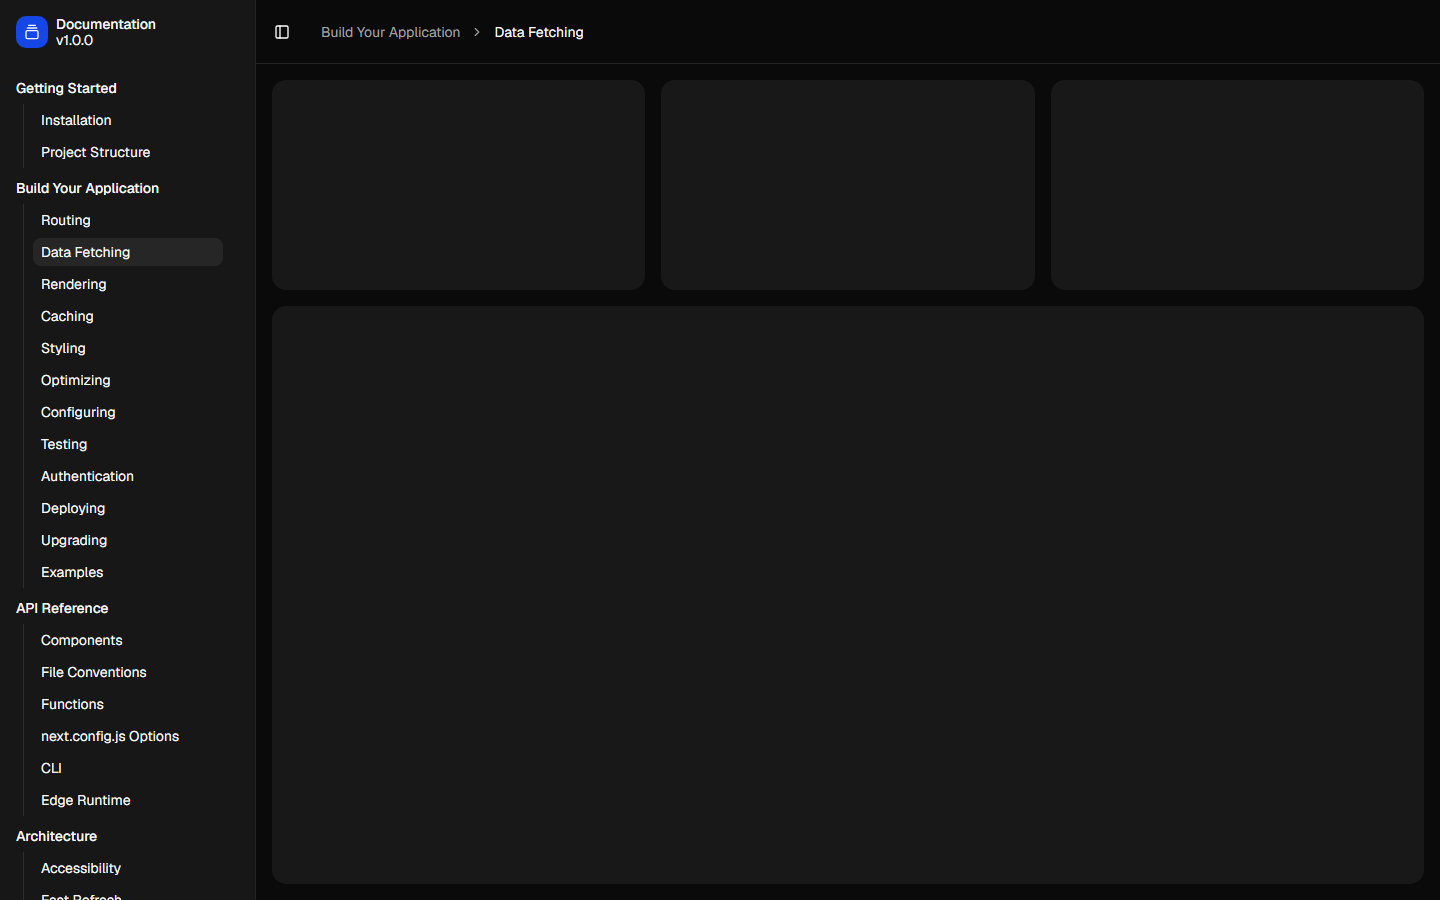 Documentation
v1.0.0
Getting Started
Installation
Project Structure
Build Your Application
Routing
Data Fetching
Rendering
Caching
Styling
Optimizing
Configuring
Testing
Authentication
Deploying
Upgrading
Examples
API Reference
Components
File Conventions
Functions
next.config.js Options
CLI
Edge Runtime
Architecture
Accessibility
Fast Refresh
Build Your Application > Data Fetching